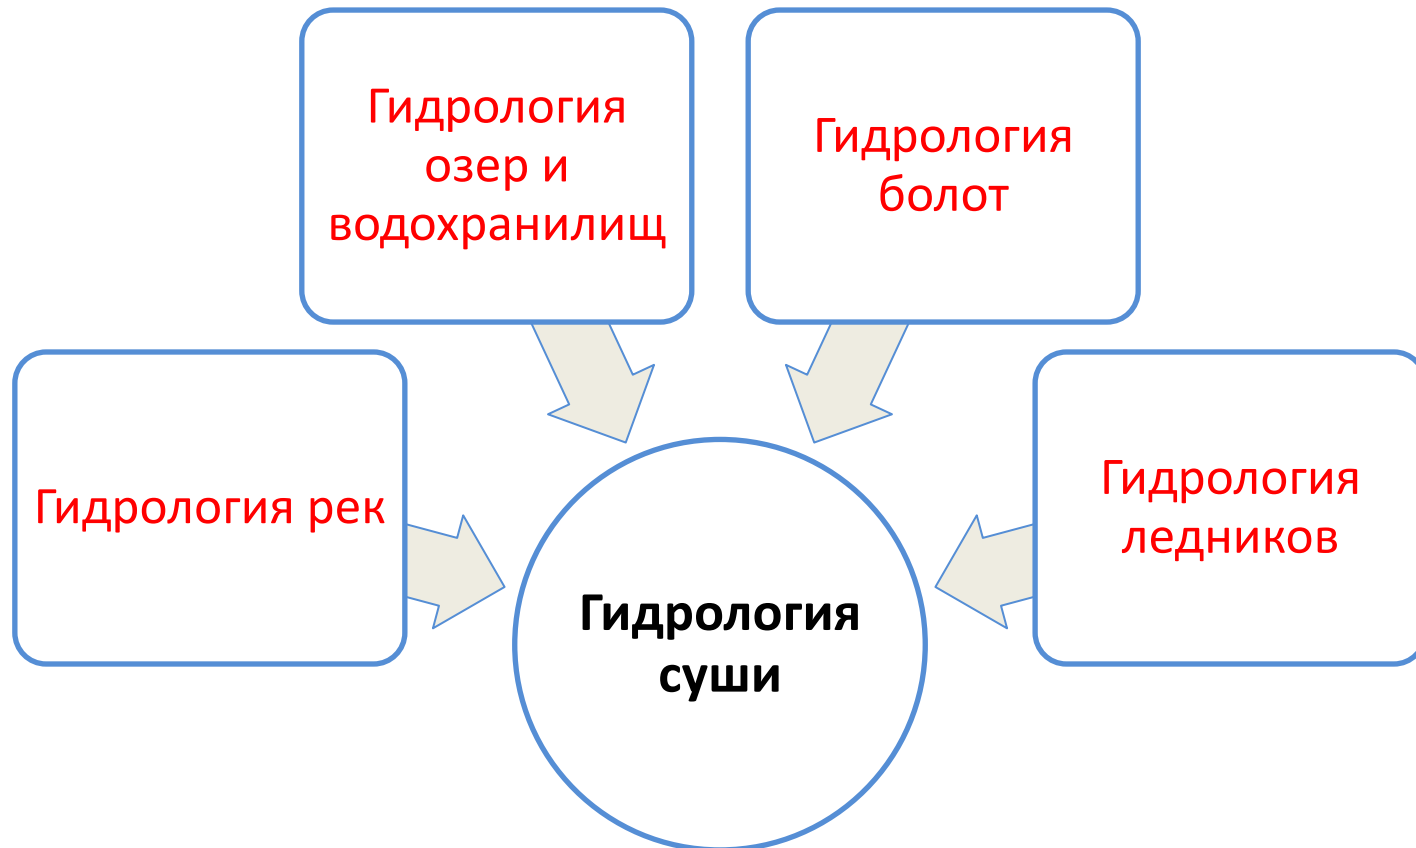 Гидрология
озер и
водохранилищ
Гидрология
болот
Гидрология рек
Гидрология
ледников
Гидрология
суши